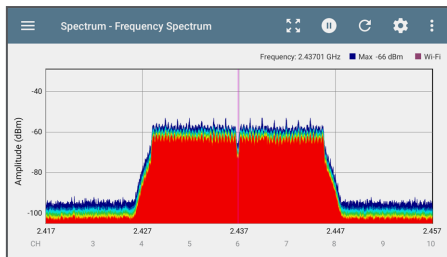 Spectrum - Frequency Spectrum
Frequency: 2.43701 GHz Max -66 dBm Wi-Fi
Amplitude (dBm)
-40
-60
-80
-100
2.417 2.427 2.437 2.447 2.457
CH 3 4 5 6 7 8 9 10